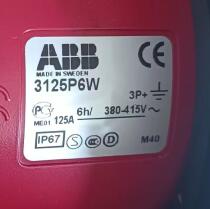 ABB
CE
MADE IN SWEDEN
3125P6W
3P+
ME01 125A 6h/ 380-415V~
IP67 S D M40